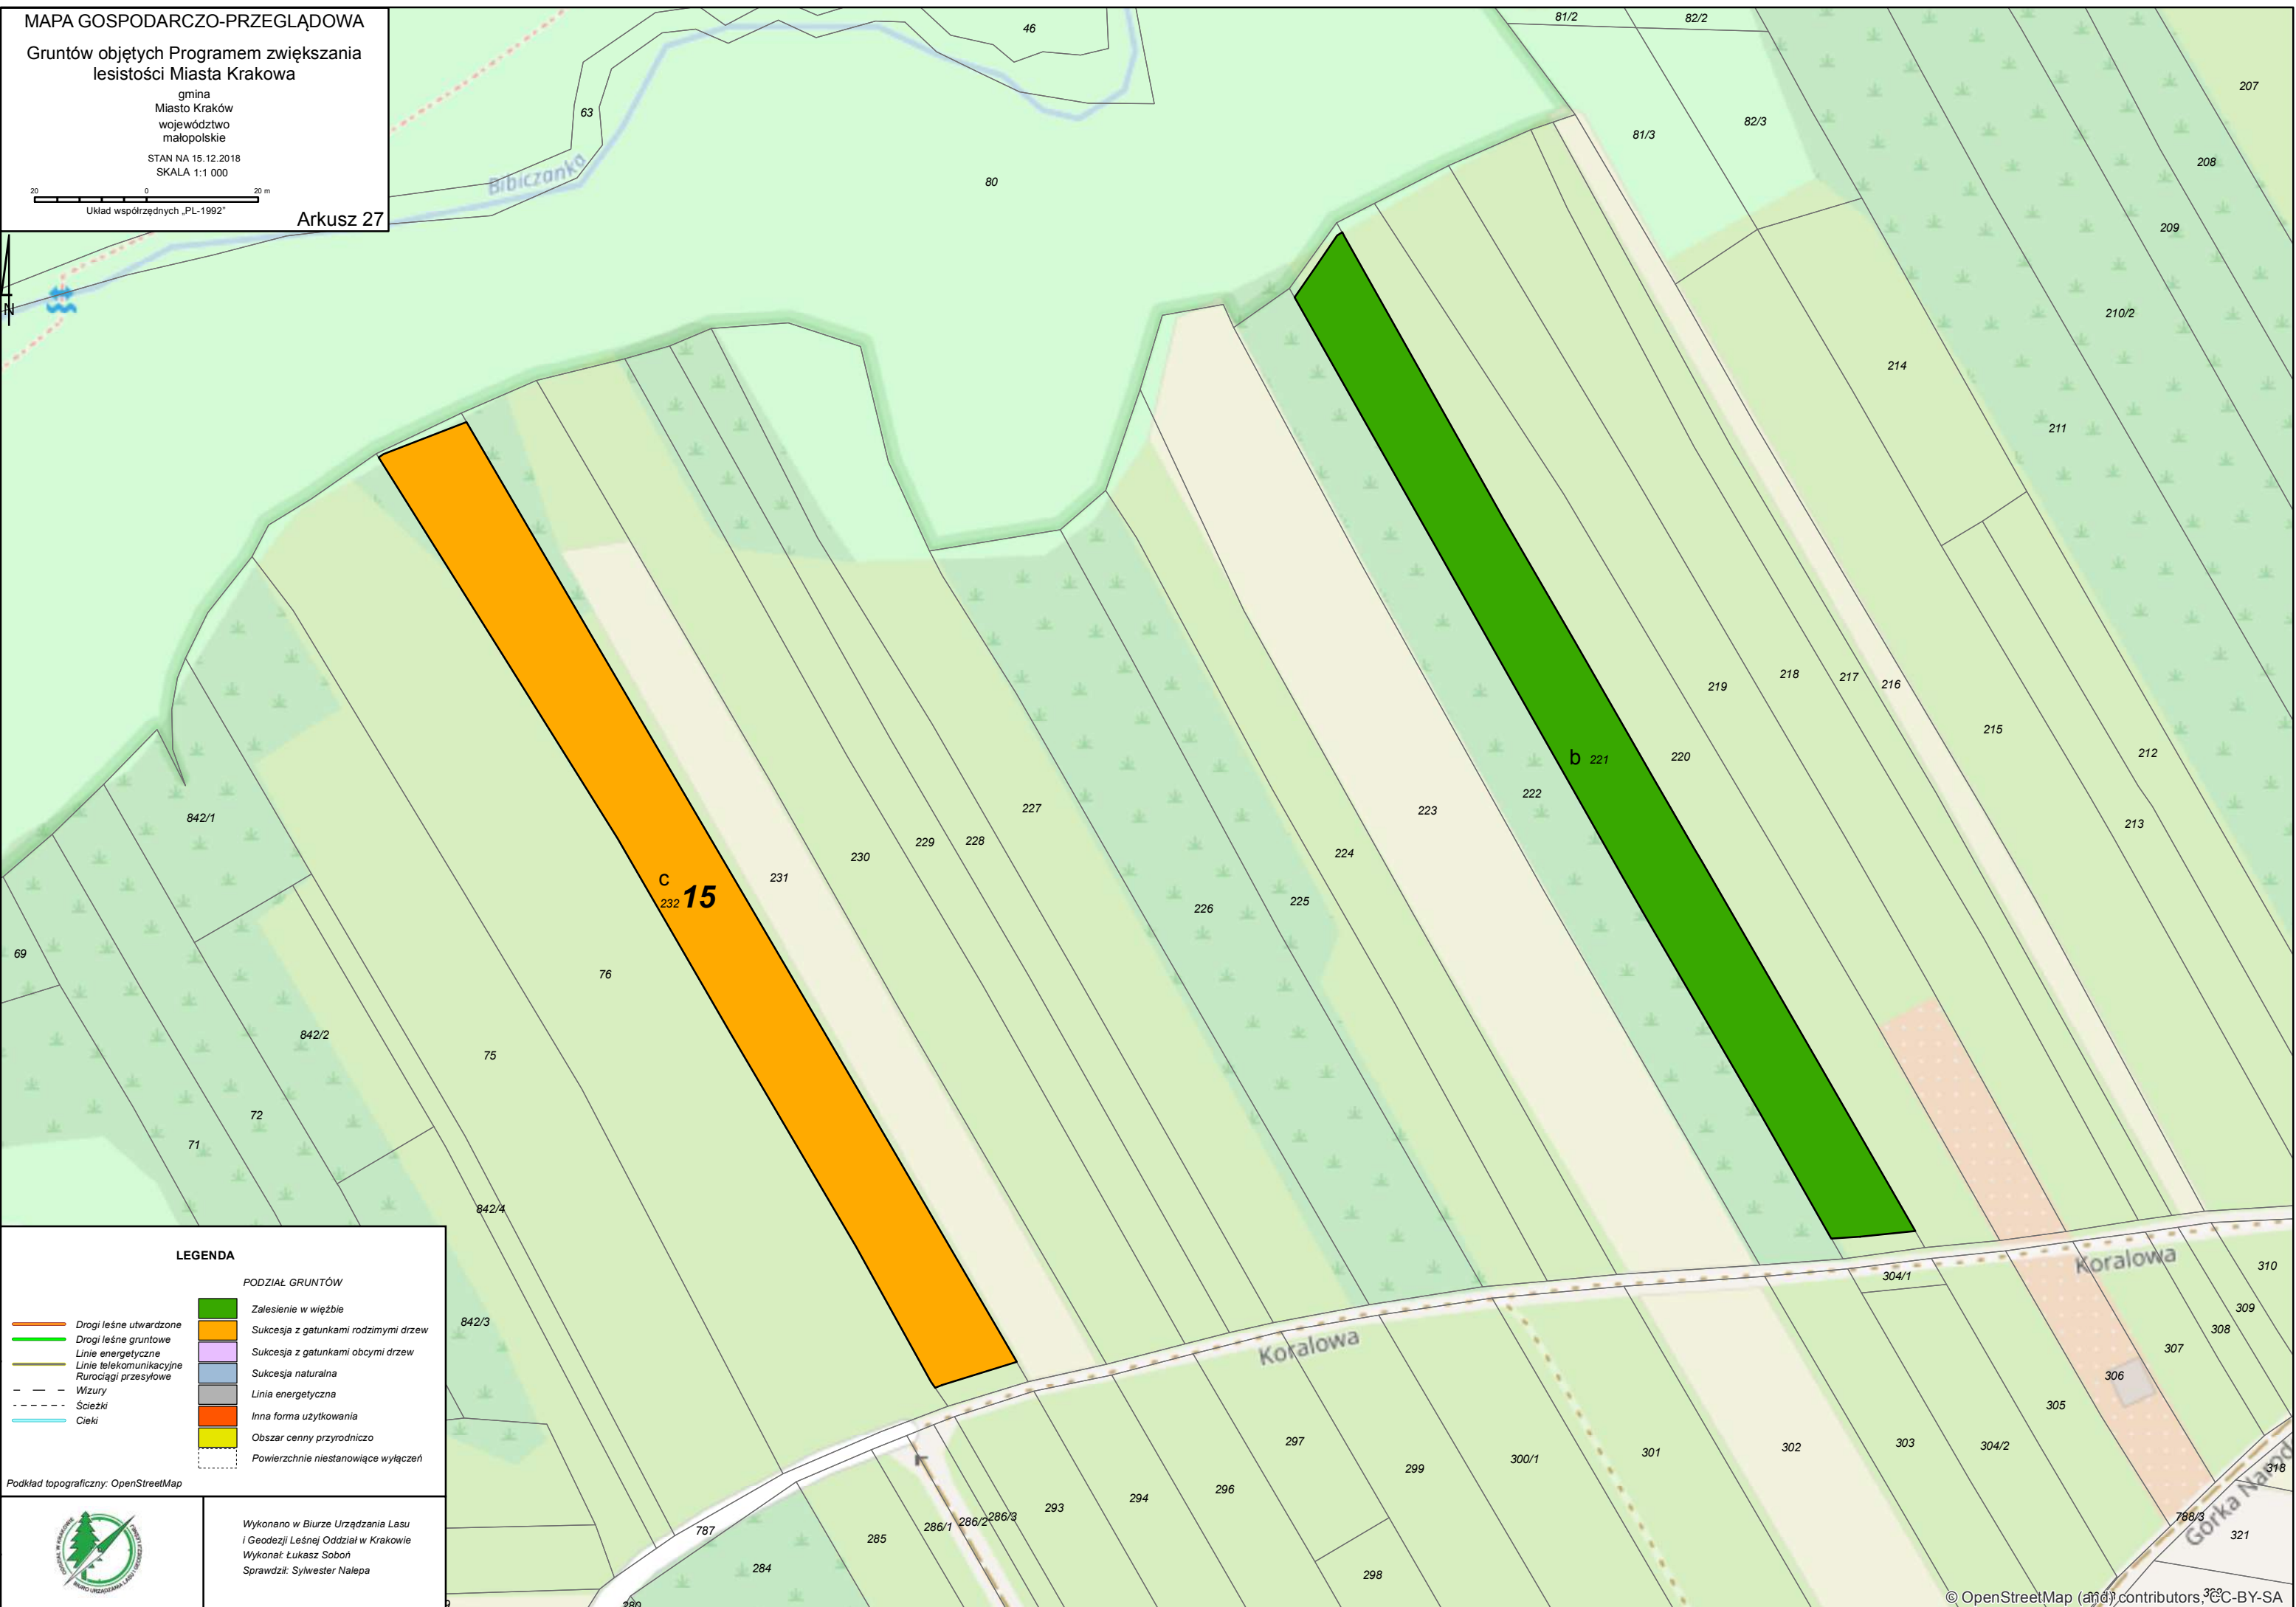 MAPA GOSPODARCZO-PRZEGLĄDOWA
Gruntów objętych Programem zwiększania
lesistości Miasta Krakowa
gmina
Miasto Kraków
województwo
małopolskie
STAN NA 15.12.2018
SKALA 1:1 000
20 0 20 m
Układ współrzędnych „PL-1992”
Arkusz 27
N
46
63
Bibiczanka
80
81/2
82/2
81/3
82/3
207
208
209
210/2
214
211
215
212
213
216
217
218
219
220
b 221
222
223
224
225
226
227
228
229
230
231
c
232 15
76
75
842/1
69
842/2
72
71
842/4
842/3
Koralowa
Koralowa
304/1
310
309
308
307
306
305
304/2
303
302
301
300/1
299
298
297
296
294
293
286/3
286/2
286/1
285
284
787
280
318
788/3
321
Górka Narod
LEGENDA
PODZIAŁ GRUNTÓW
Drogi leśne utwardzone
Drogi leśne gruntowe
Linie energetyczne
Linie telekomunikacyjne
Rurociągi przesyłowe
Wizury
Ścieżki
Cieki
Zalesienie w więźbie
Sukcesja z gatunkami rodzimymi drzew
Sukcesja z gatunkami obcymi drzew
Sukcesja naturalna
Linia energetyczna
Inna forma użytkowania
Obszar cenny przyrodniczo
Powierzchnie niestanowiące wyłączeń
Podkład topograficzny: OpenStreetMap
Wykonano w Biurze Urządzania Lasu
i Geodezji Leśnej Oddział w Krakowie
Wykonał: Łukasz Soboń
Sprawdził: Sylwester Nalepa
© OpenStreetMap (and) contributors, CC-BY-SA